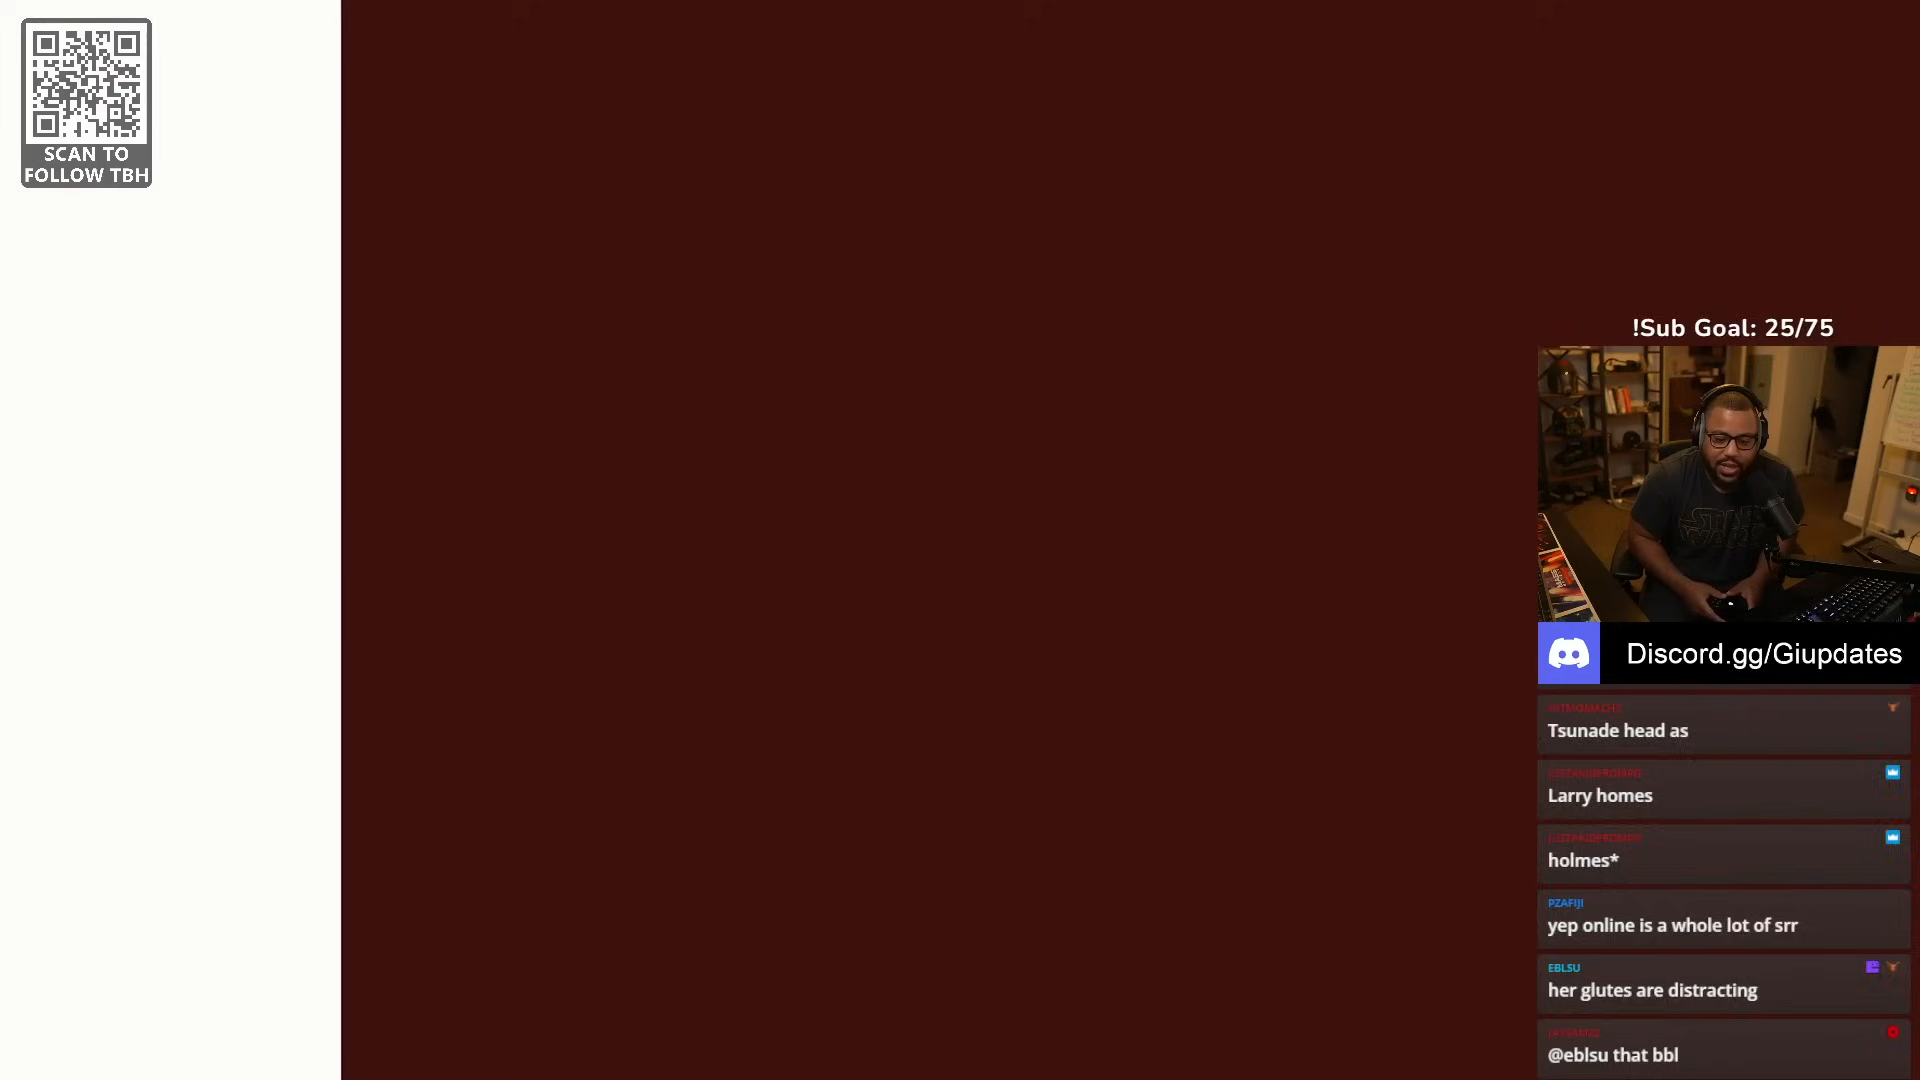 SCAN TO
FOLLOW TBH
!Sub Goal: 25/75
Discord.gg/Giupdates
Tsunade head as
Larry homes
holmes*
PZAFIJI
yep online is a whole lot of srr
EBLSU
her glutes are distracting
@eblsu that bbl